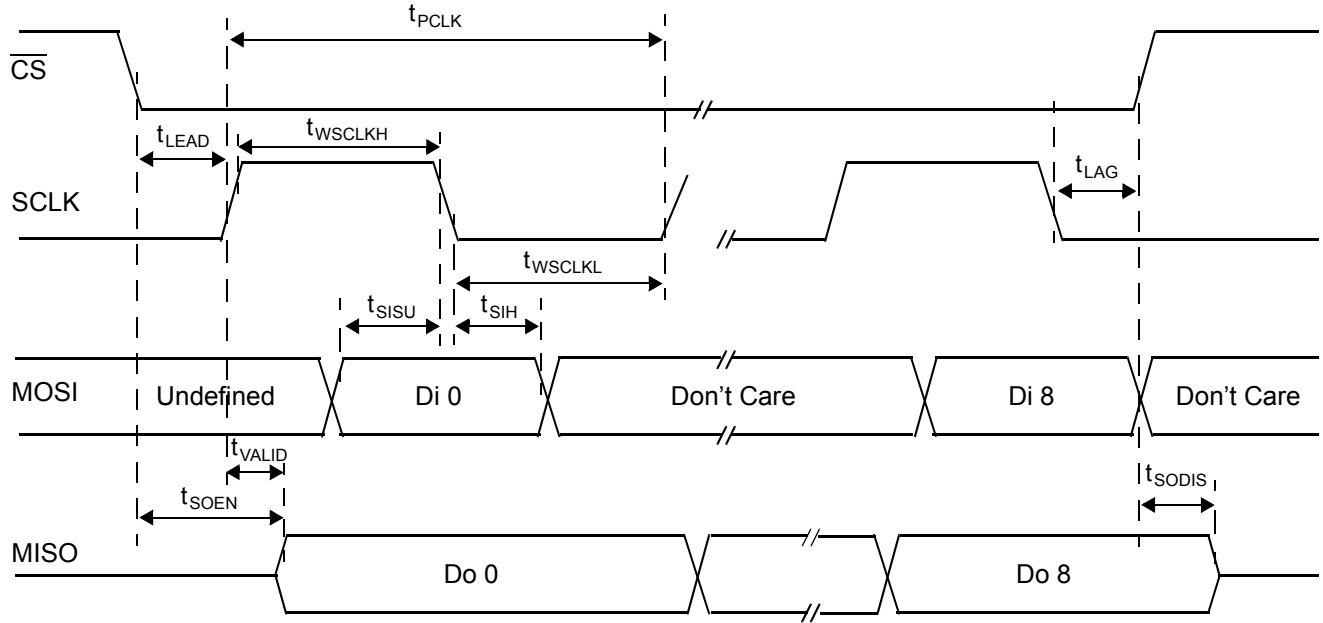 tPCLK
CS
tLEAD
tWSCLKH
tLAG
SCLK
tWSCLKL
tSISU
tSIH
MOSI
Undefined
Di 0
Don't Care
Di 8
Don't Care
tVALID
tSODIS
tSOEN
MISO
Do 0
Do 8